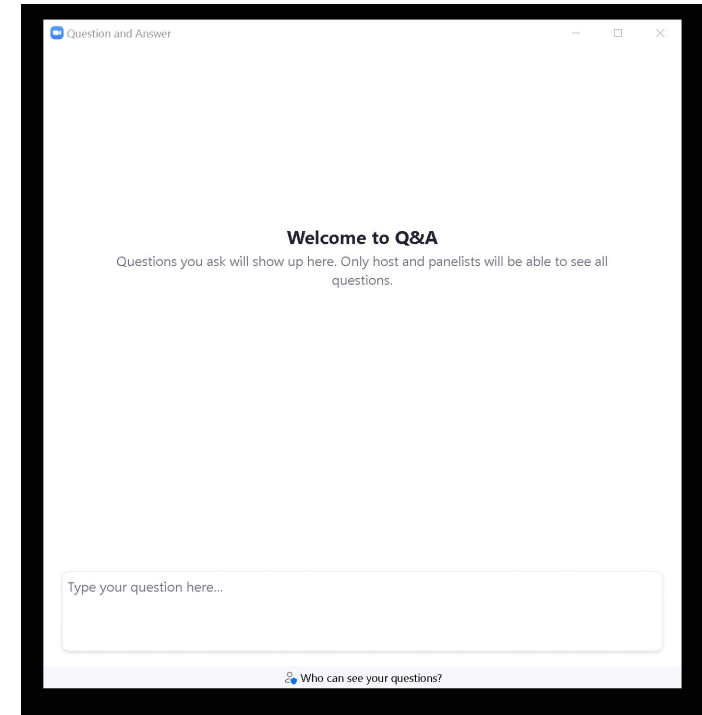 Question and Answer
Welcome to Q&A
Questions you ask will show up here. Only host and panelists will be able to see all
questions.
Type your question here...
Who can see your questions?